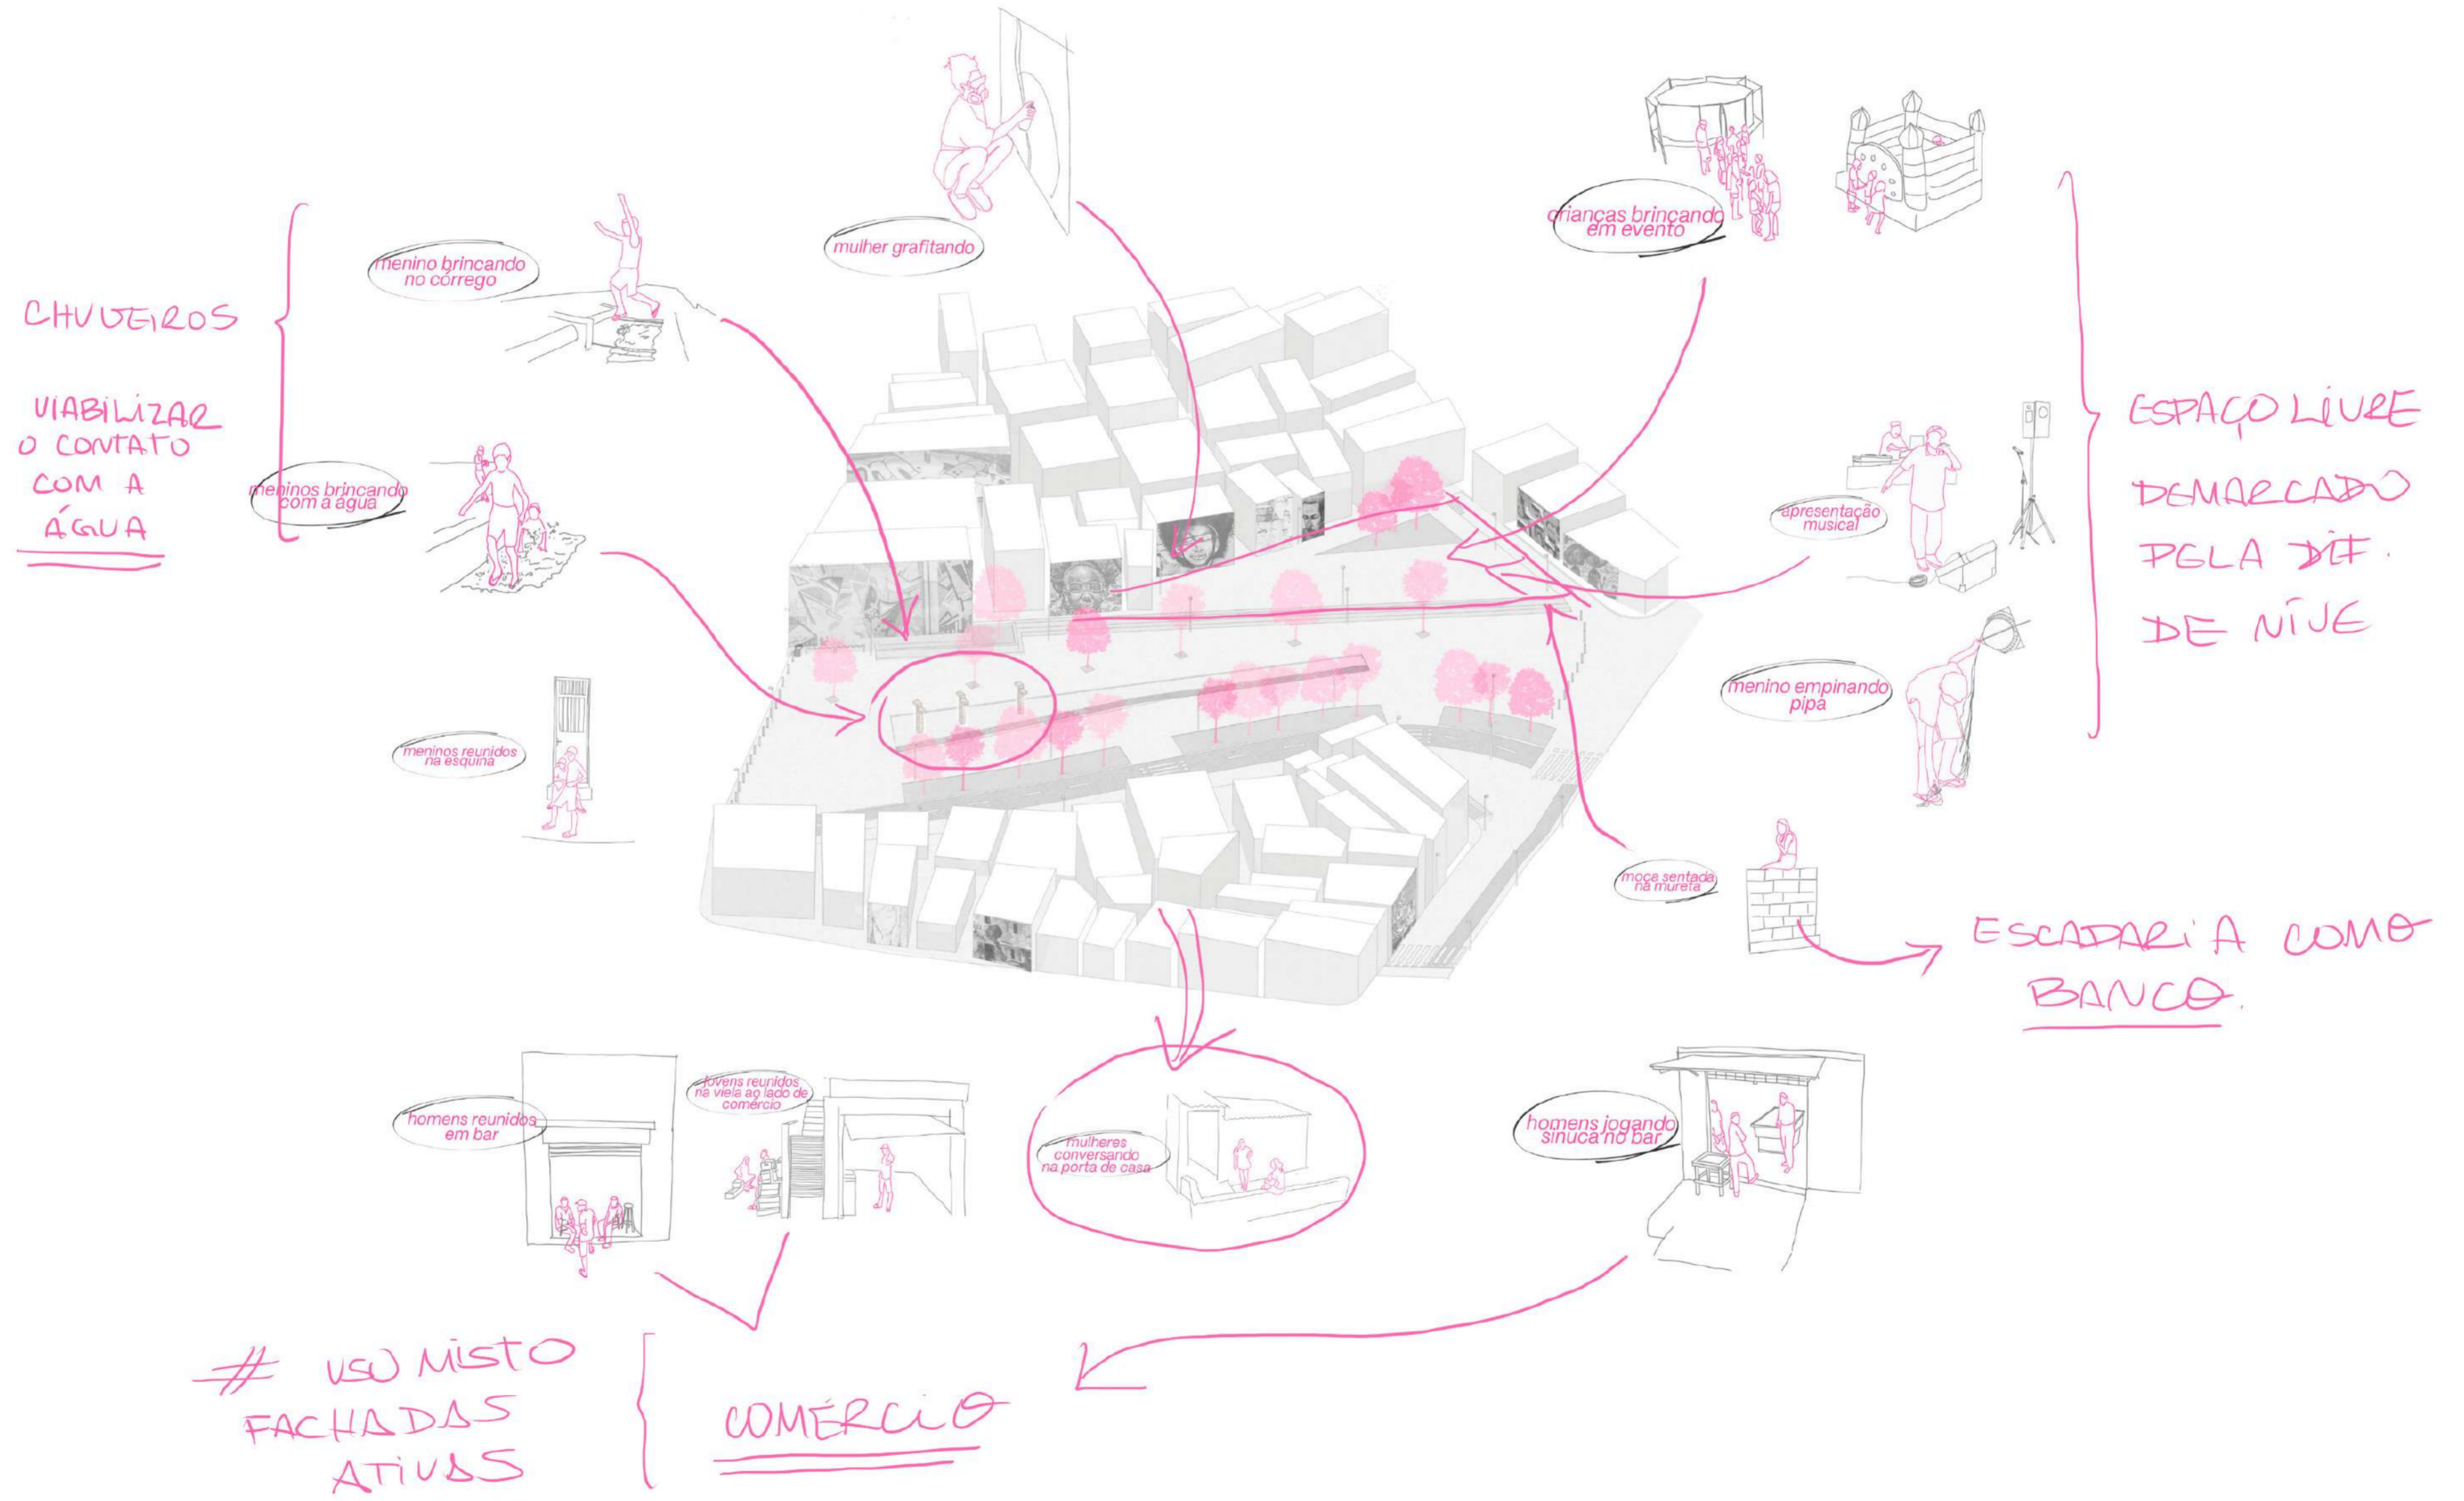 mulher grafitando
crianças brincando
em evento
menino brincando
no córrego
CHUVEIROS
VIABILIZAR
O CONTATO
COM A
ÁGUA
meninos brincando
com a água
ESPAÇO LIVRE
DEMARCADO
PELA DIF.
DE NÍVE
apresentação
musical
menino empinando
pipa
meninos reunidos
na esquina
moça sentada
na mureta
ESCADARIA COMO
BANCO.
homens reunidos
em bar
jovens reunidos
na viela ao lado de
comércio
mulheres
conversando
na porta de casa
homens jogando
sinuca no bar
# USO MISTO
FACHADAS
ATIVAS
COMÉRCIO